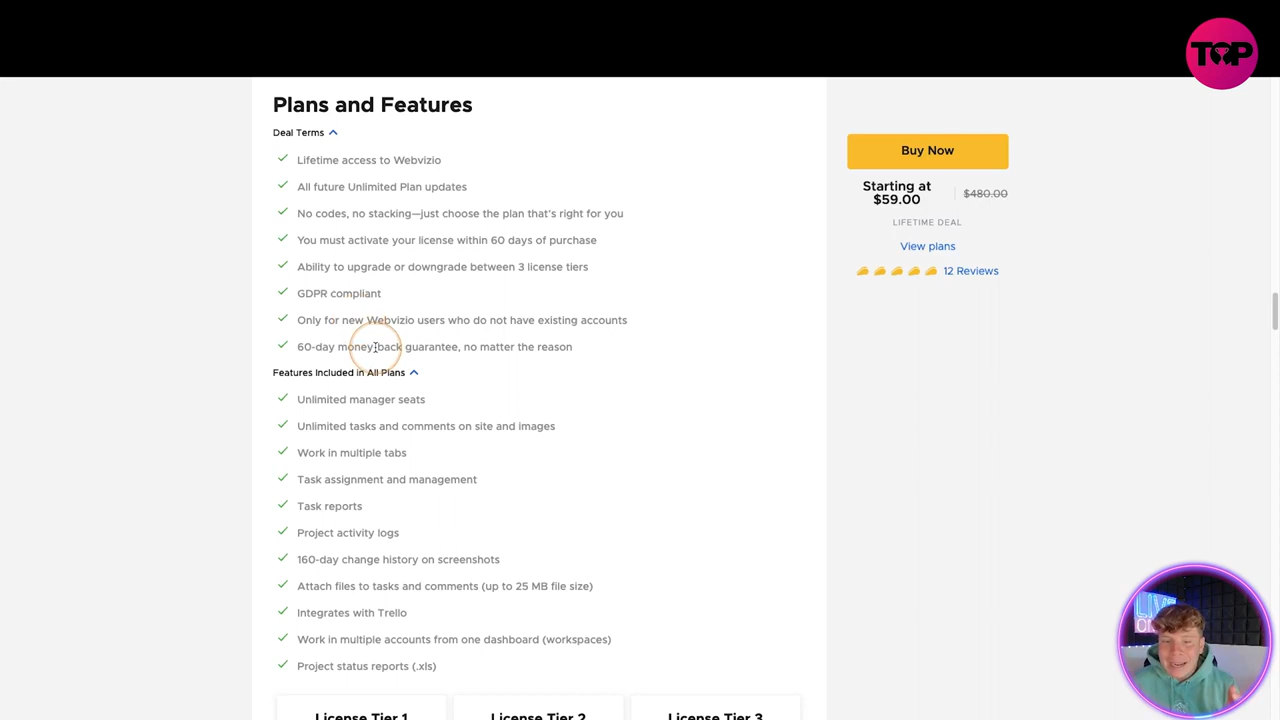 TOP
Plans and Features
Deal Terms
Lifetime access to Webvizio
All future Unlimited Plan updates
No codes, no stacking—just choose the plan that's right for you
You must activate your license within 60 days of purchase
Ability to upgrade or downgrade between 3 license tiers
GDPR compliant
Only for new Webvizio users who do not have existing accounts
60-day money-back guarantee, no matter the reason
Features Included in All Plans
Unlimited manager seats
Unlimited tasks and comments on site and images
Work in multiple tabs
Task assignment and management
Task reports
Project activity logs
160-day change history on screenshots
Attach files to tasks and comments (up to 25 MB file size)
Integrates with Trello
Work in multiple accounts from one dashboard (workspaces)
Project status reports (.xls)
License Tier 1
License Tier 2
License Tier 3
Buy Now
Starting at
$59.00
$480.00
LIFETIME DEAL
View plans
12 Reviews